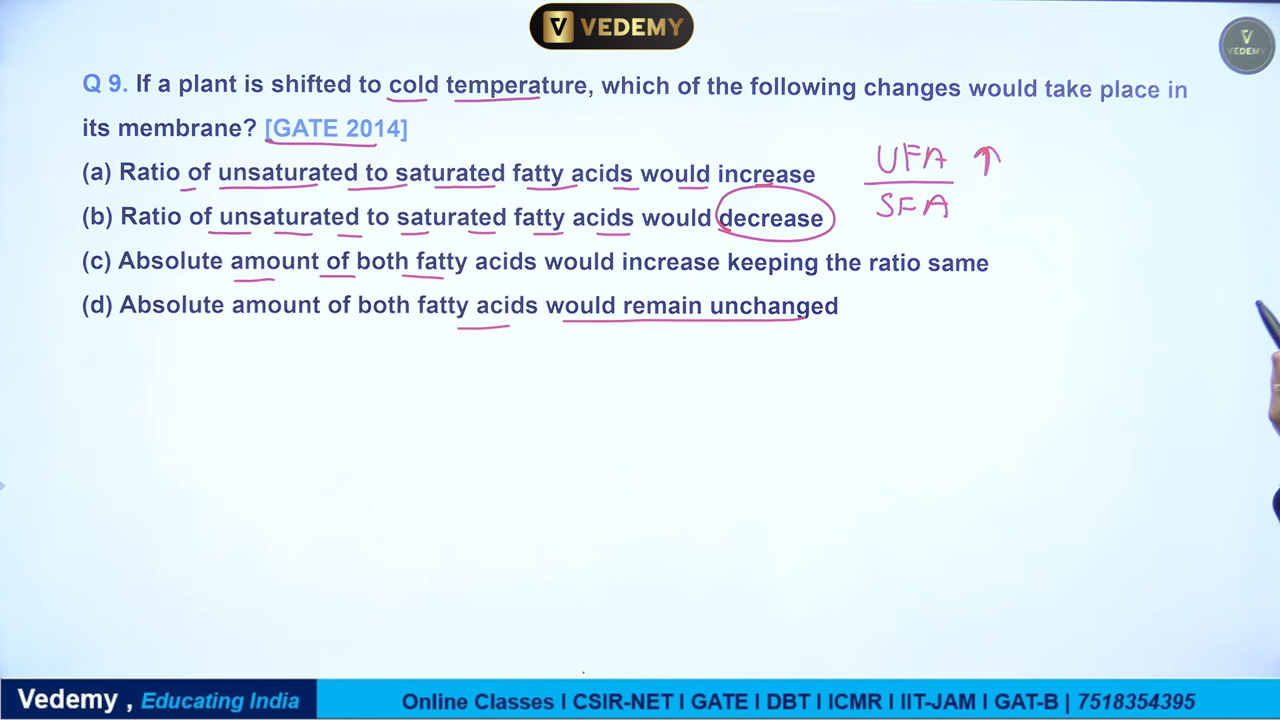 V VEDEMY
V
VEDEMY
Q 9. If a plant is shifted to cold temperature, which of the following changes would take place in
its membrane? [GATE 2014]
(a) Ratio of unsaturated to saturated fatty acids would increase
UFA ↑
SFA
(b) Ratio of unsaturated to saturated fatty acids would decrease
(c) Absolute amount of both fatty acids would increase keeping the ratio same
(d) Absolute amount of both fatty acids would remain unchanged
Vedemy , Educating India
Online Classes I CSIR-NET I GATE I DBT I ICMR I IIT-JAM I GAT-B | 7518354395